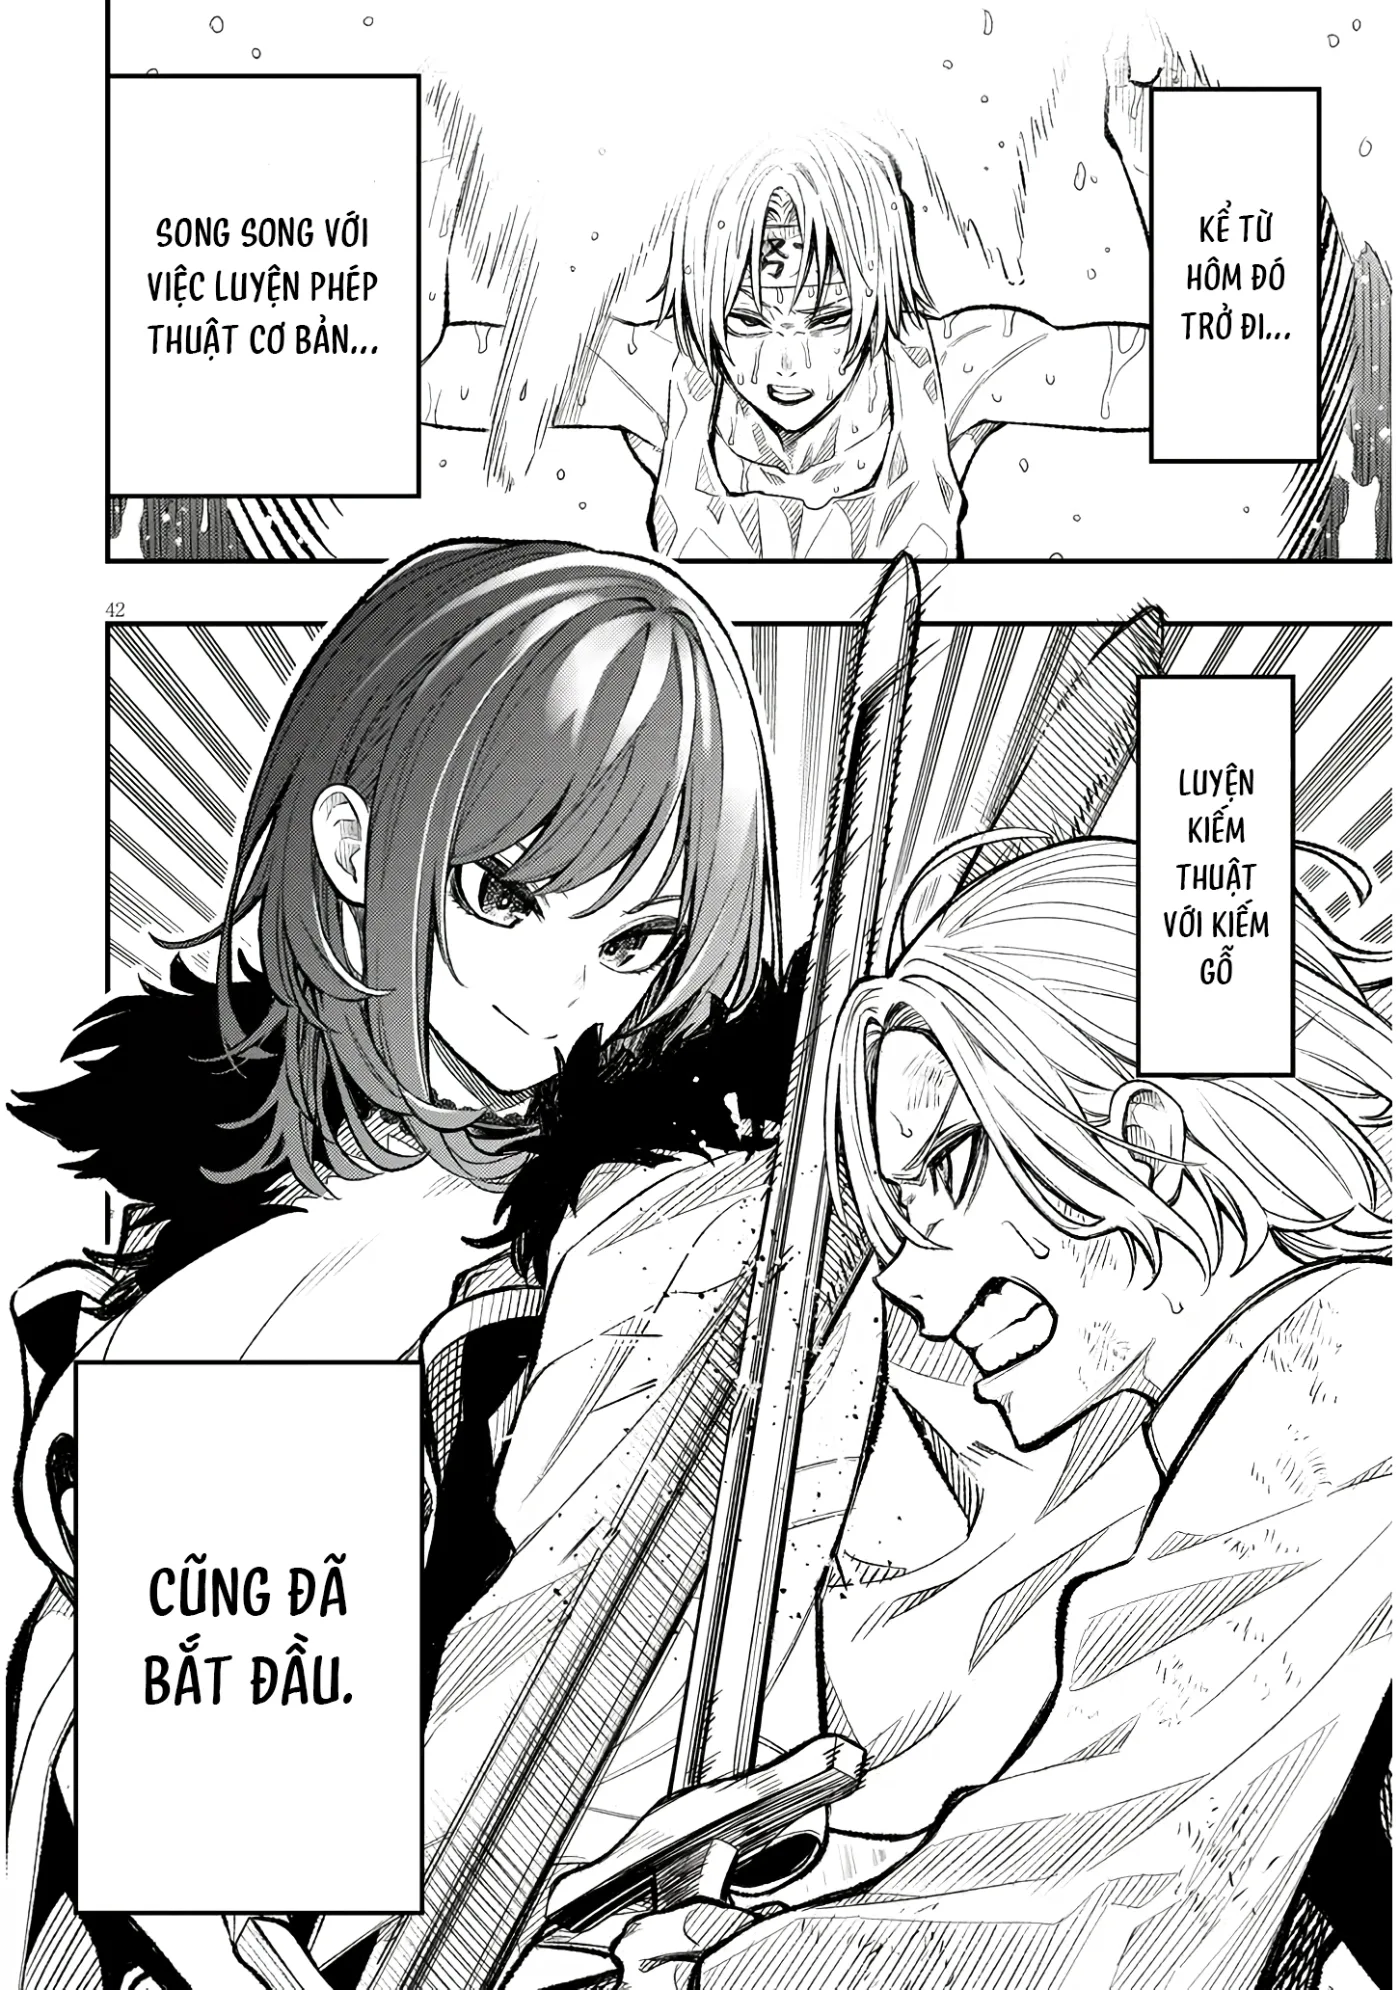 KỂ TỪ
HÔM ĐÓ
TRỞ ĐI...
SONG SONG VỚI
VIỆC LUYỆN PHÉP
THUẬT CƠ BẢN...
42
LUYỆN
KIẾM
THUẬT
VỚI KIẾM
GỖ
CŨNG ĐÃ
BẮT ĐẦU.